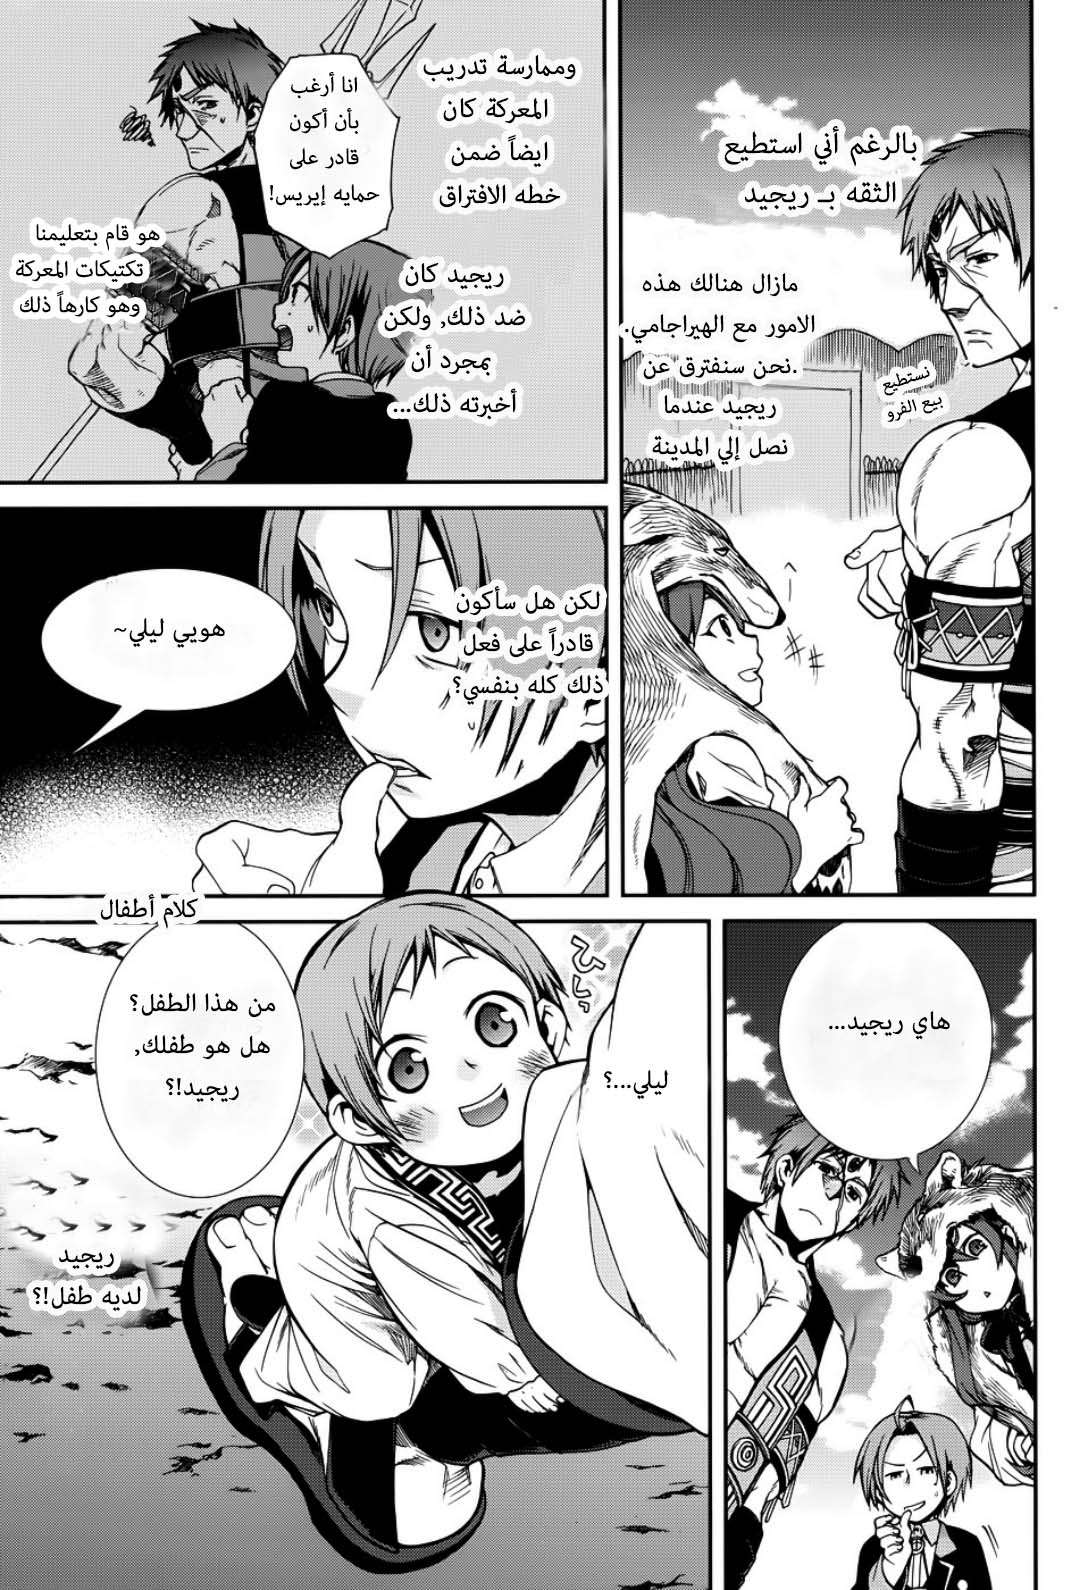 بالرغم أني استطيع
الثقه بـ ريجيد
مازال هنالك هذه
الامور مع الهيراجامي.
نحن سنفترق عن.
ريجيد عندما
نصل إلي المدينة
نستطيع
بيع الفرو
وممارسة تدريب
المعركة كان
ايضاً ضمن
خطه الافتراق
انا أرغب
بأن أكون
قادر على
حمايه إيريس!
ريجيد كان
ضد ذلك, ولكن
بمجرد أن
أخبرته ذلك...
هو قام بتعليمنا
تكتيكات المعركة
وهو كارهاً ذلك
لكن هل سأكون
قادراً على فعل
ذلك كله بنفسي؟
هويي ليلي~
هاي ريجيد...
ليلي...؟
ひしっ
كلام أطفال
من هذا الطفل؟
هل هو طفلك,
ريجيد!؟
ريجيد
لديه طفل!؟